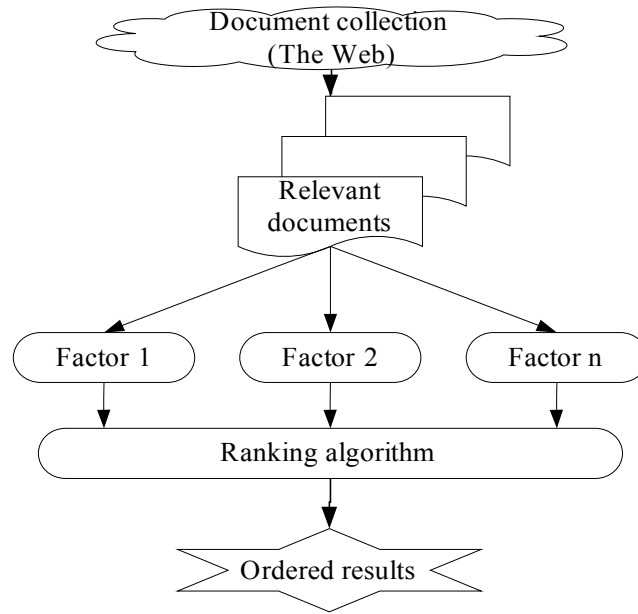 Document collection
(The Web)
Relevant
documents
Factor 1
Factor 2
Factor n
Ranking algorithm
Ordered results